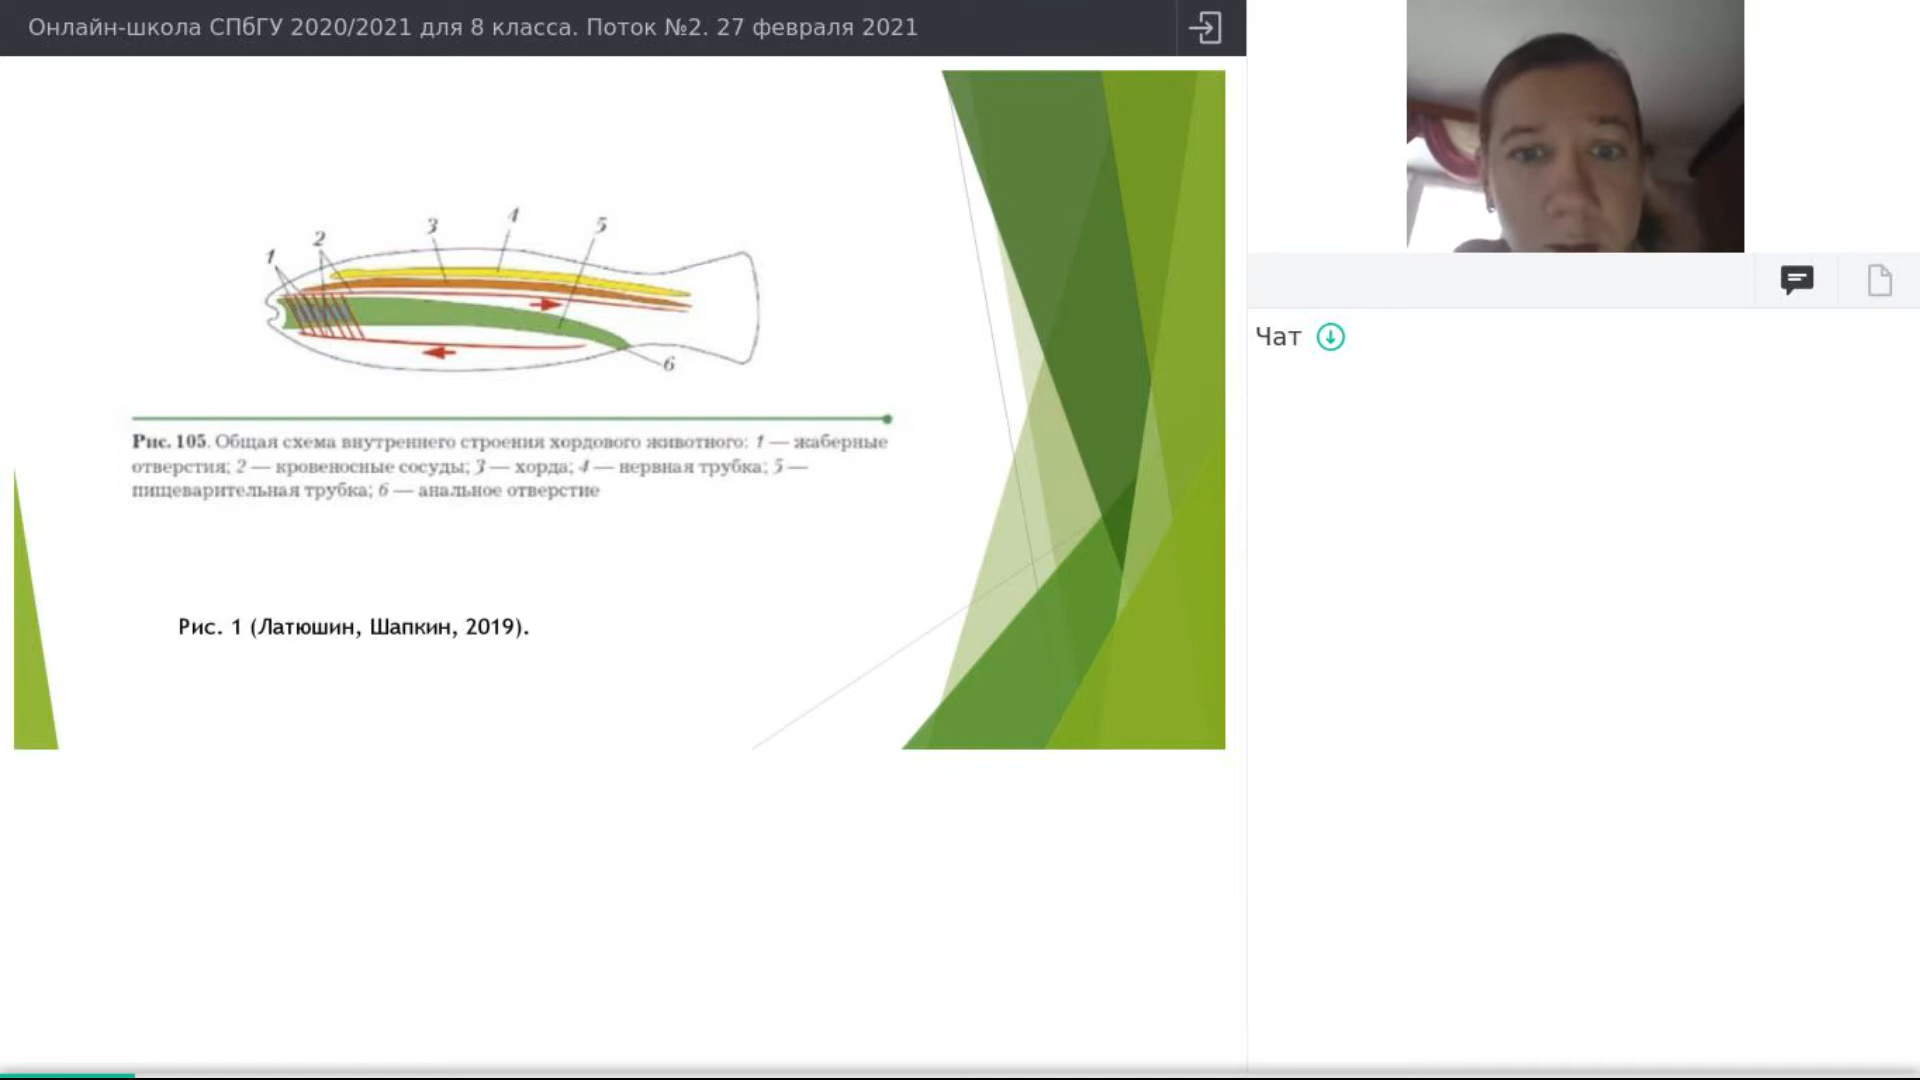 Онлайн-школа СПбГУ 2020/2021 для 8 класса. Поток №2. 27 февраля 2021
1
2
3
4
5
6
Рис. 105. Общая схема внутреннего строения хордового животного: 1 — жаберные
отверстия; 2 — кровеносные сосуды; 3 — хорда; 4 — нервная трубка; 5 —
пищеварительная трубка; 6 — анальное отверстие
Рис. 1 (Латюшин, Шапкин, 2019).
Чат